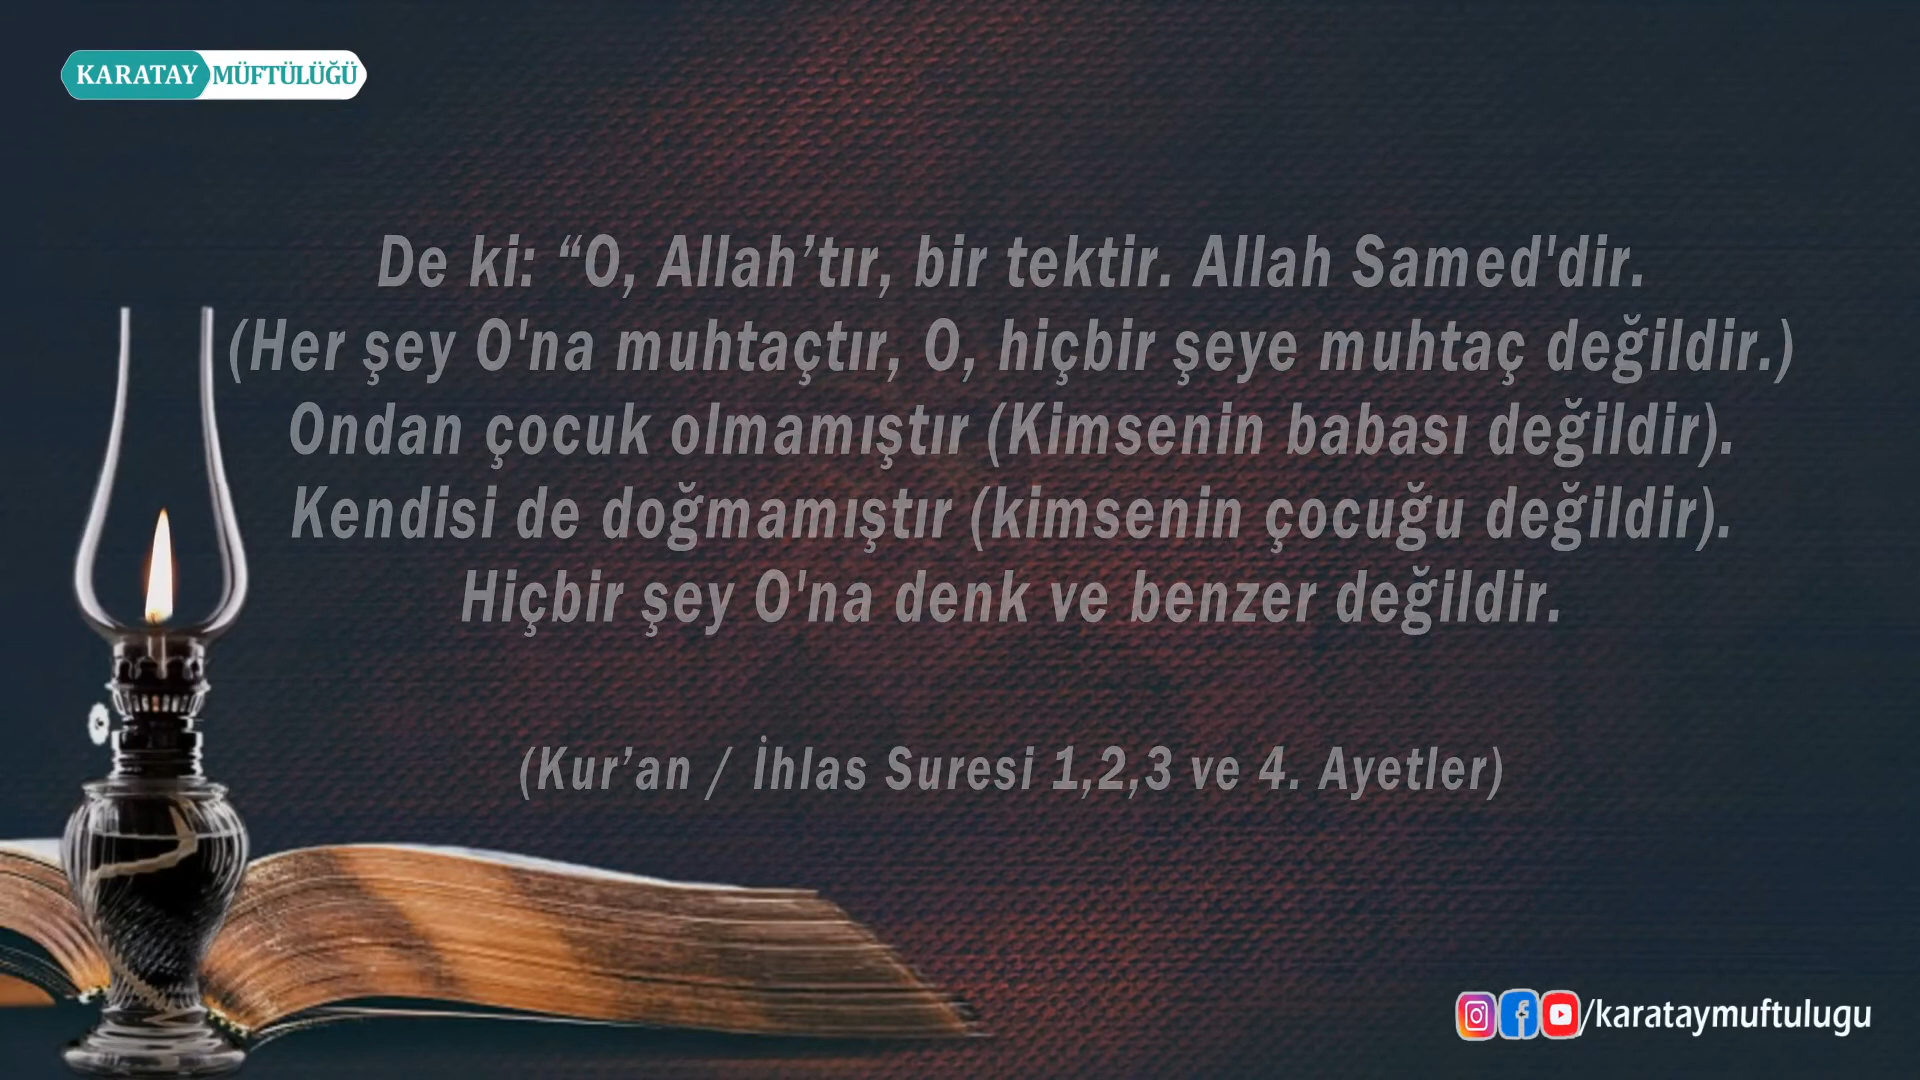 KARATAY MÜFTÜLÜĞÜ
De ki: “O, Allah’tır, bir tektir. Allah Samed'dir.
(Her şey O'na muhtaçtır, O, hiçbir şeye muhtaç değildir.)
Ondan çocuk olmamıştır (Kimsenin babası değildir).
Kendisi de doğmamıştır (kimsenin çocuğu değildir).
Hiçbir şey O'na denk ve benzer değildir.
(Kur’an / İhlas Suresi 1,2,3 ve 4. Ayetler)
/karataymuftulugu